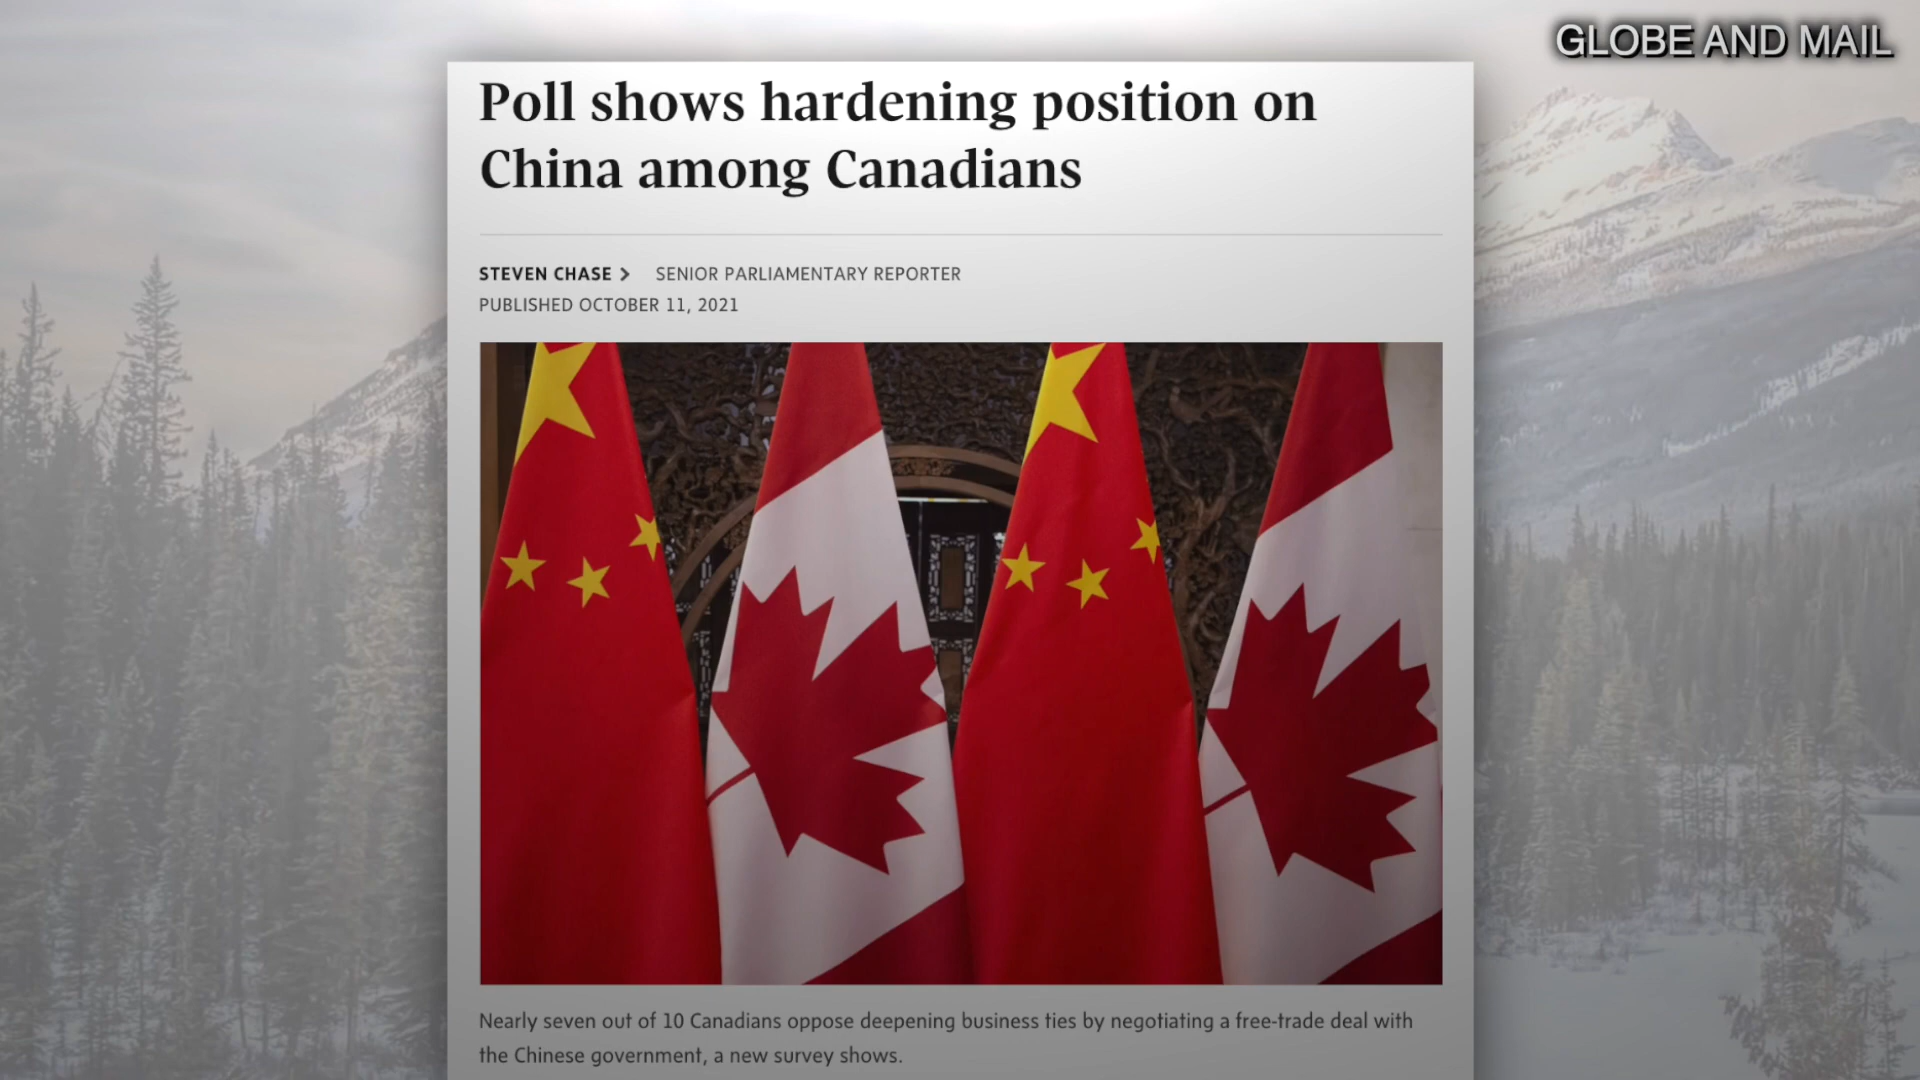 GLOBE AND MAIL
Poll shows hardening position on
China among Canadians
STEVEN CHASE > SENIOR PARLIAMENTARY REPORTER
PUBLISHED OCTOBER 11, 2021
Nearly seven out of 10 Canadians oppose deepening business ties by negotiating a free-trade deal with
the Chinese government, a new survey shows.